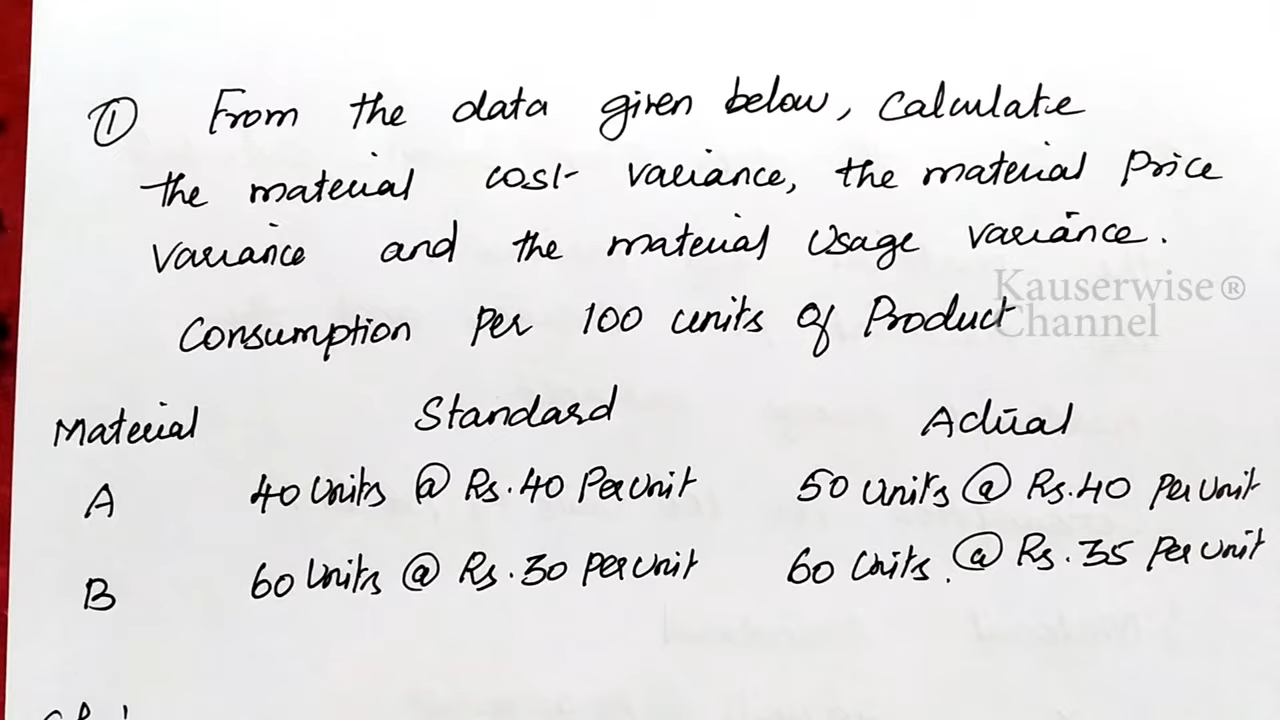 ① From the data given below, Calculate
the material cost variance, the material Price
Variance and the material Usage variance.
Kauserwise®
Channel
Consumption Per 100 units of Product
Material Standard Actual
A 40 Units @ Rs.40 Per Unit 50 Units @ Rs.40 Per Unit
B 60 Units @ Rs.30 Per Unit 60 Units. @ Rs.35 Per Unit